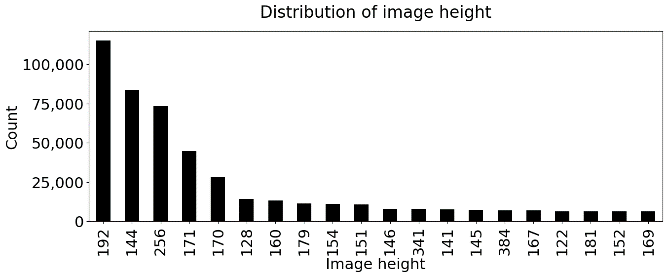 Distribution of image height
Count
100,000
75,000
50,000
25,000
0
192 144 256 171 170 128 160 179 154 151 146 341 141 145 384 167 122 181 152 169
Image height